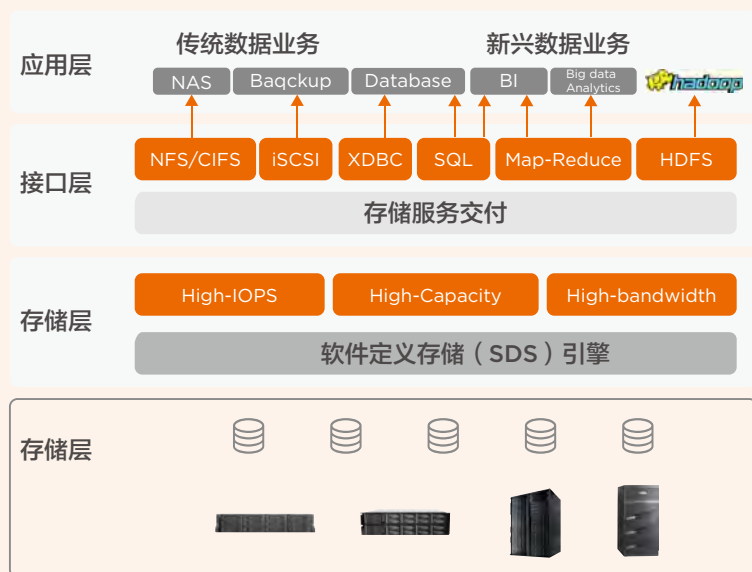 传统数据业务 新兴数据业务
应用层
NAS Baqckup Database BI Big data Analytics hadoop
NFS/CIFS iSCSI XDBC SQL Map-Reduce HDFS
接口层
存储服务交付
High-IOPS High-Capacity High-bandwidth
存储层
软件定义存储（SDS）引擎
存储层